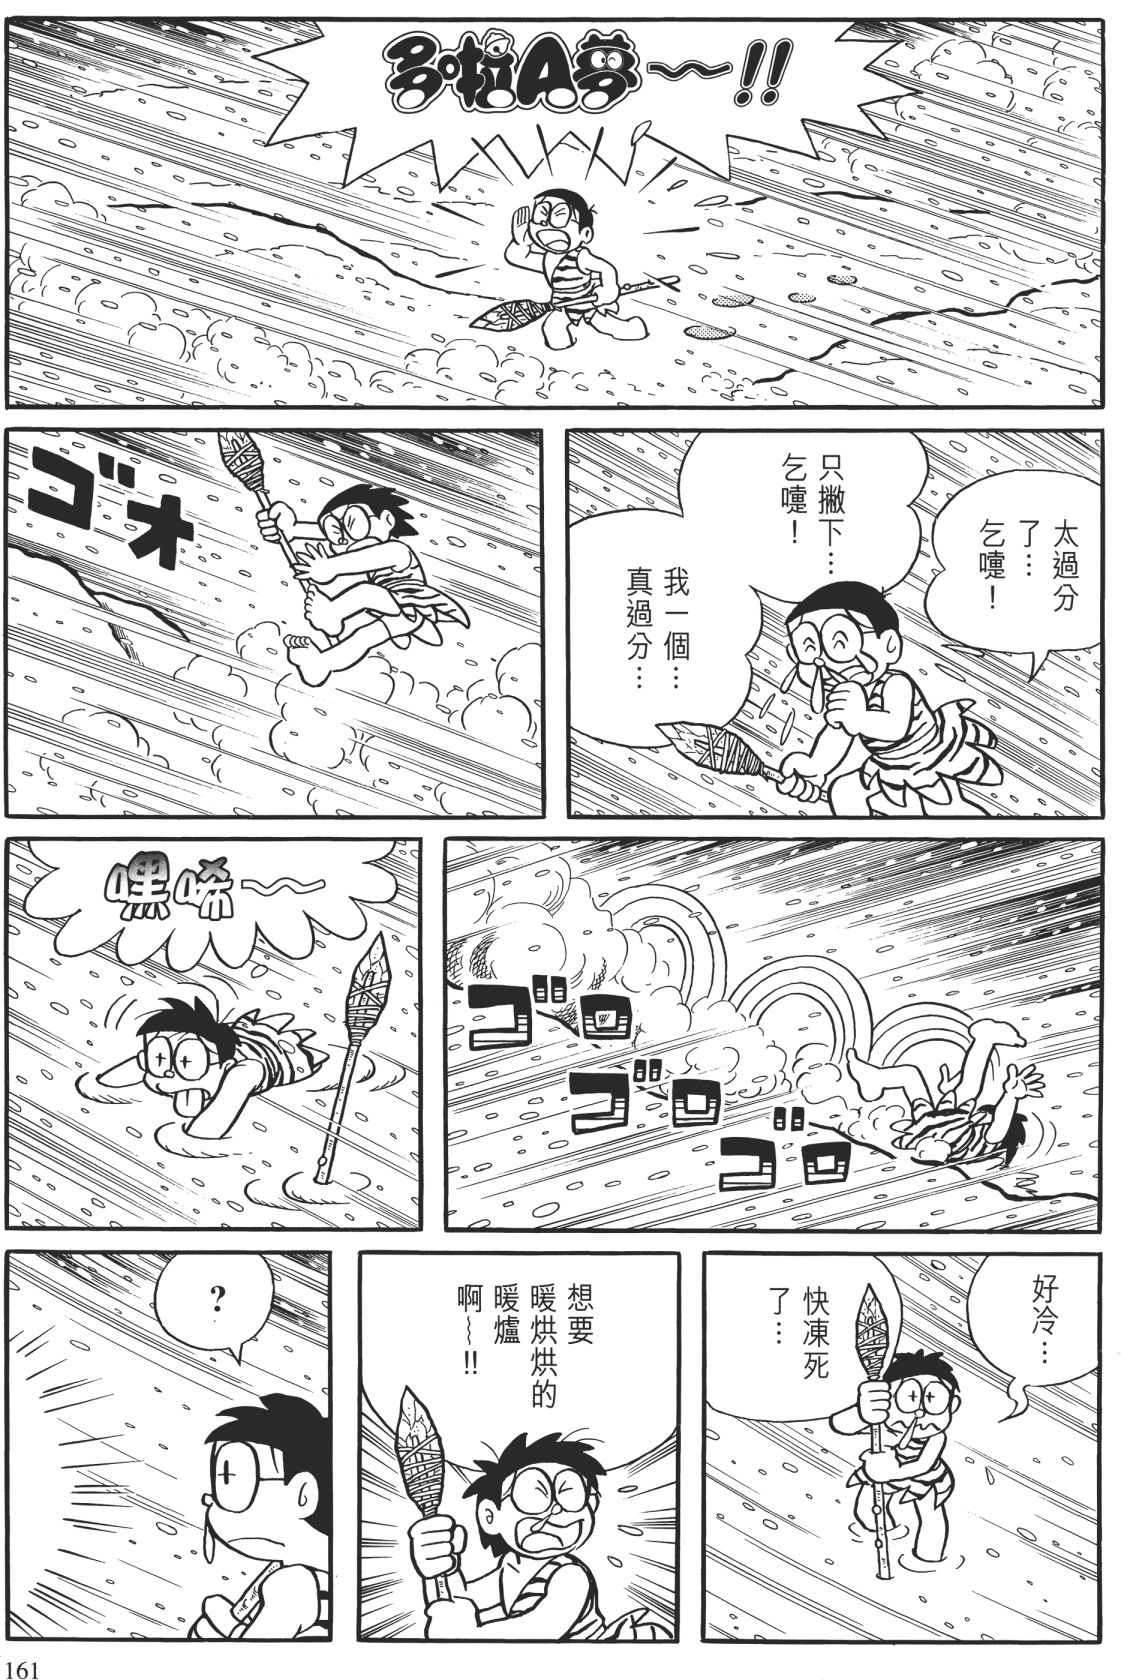 多啦A夢～!!
太過分
了…
乞嚏！
只撇下…
乞嚏！
我一個…
真過分…
ゴオ
ゴロ
ゴロ
ゴロ
嘿唏～
好冷…
快凍死
了…
想要
暖烘烘的
暖爐
啊～!!
?
161